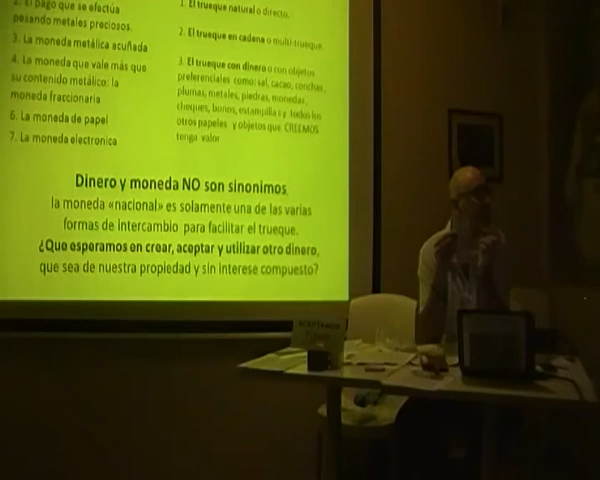 2. El pago que se efectúa
pesando metales preciosos.
3. La moneda metálica acuñada
4. La moneda que vale más que
su contenido metálico: la
moneda fraccionaria
6. La moneda de papel
7. La moneda electronica
1. El trueque natural o directo.
2. El trueque en cadena o multi-trueque.
3. El trueque con dinero o con objetos
preferenciales como: sal, cacao, conchas,
plumas, metales, piedras, monedas,
cheques, bonos, estampillas y todos los
otros papeles y objetos que CREEMOS
tenga valor
Dinero y moneda NO son sinonimos,
la moneda «nacional» es solamente una de las varias
formas de intercambio para facilitar el trueque.
¿Que esperamos en crear, aceptar y utilizar otro dinero,
que sea de nuestra propiedad y sin interese compuesto?